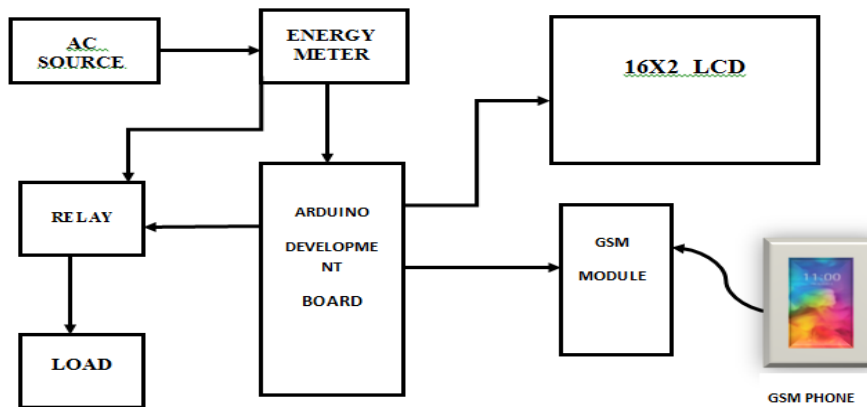 AC
SOURCE
ENERGY
METER
16X2 LCD
RELAY
ARDUINO
DEVELOPME
NT
BOARD
GSM
MODULE
11:00
LOAD
GSM PHONE